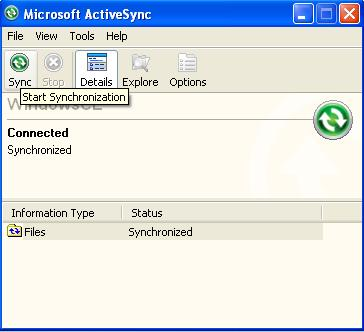 Microsoft ActiveSync
File View Tools Help
Sync Stop Details Explore Options
Start Synchronization
WindowsCE
Connected
Synchronized
Information Type Status
Files Synchronized